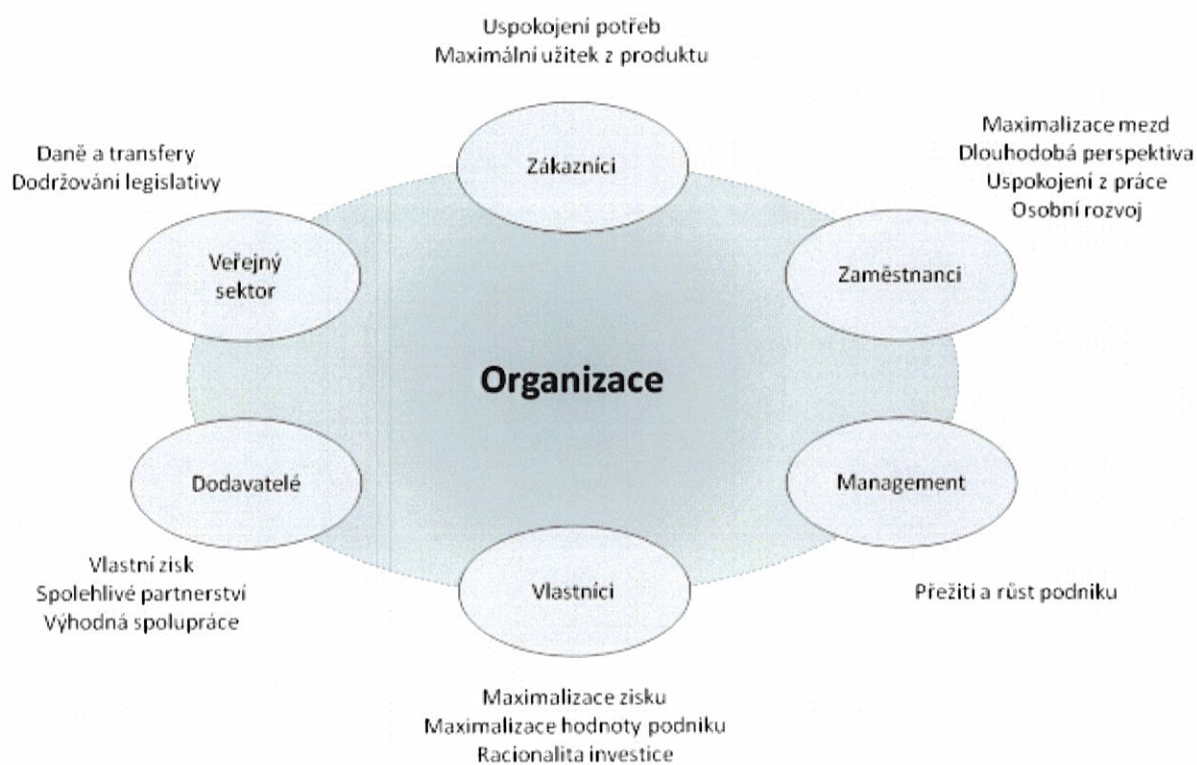 Uspokojení potřeb
Maximální užitek z produktu
Zákazníci
Maximalizace mezd
Dlouhodobá perspektiva
Uspokojení z práce
Osobní rozvoj
Zaměstnanci
Daně a transfery
Dodržování legislativy
Veřejný
sektor
Organizace
Dodavatelé
Vlastní zisk
Spolehlivé partnerství
Výhodná spolupráce
Management
Přežití a růst podniku
Vlastníci
Maximalizace zisku
Maximalizace hodnoty podniku
Racionalita investice